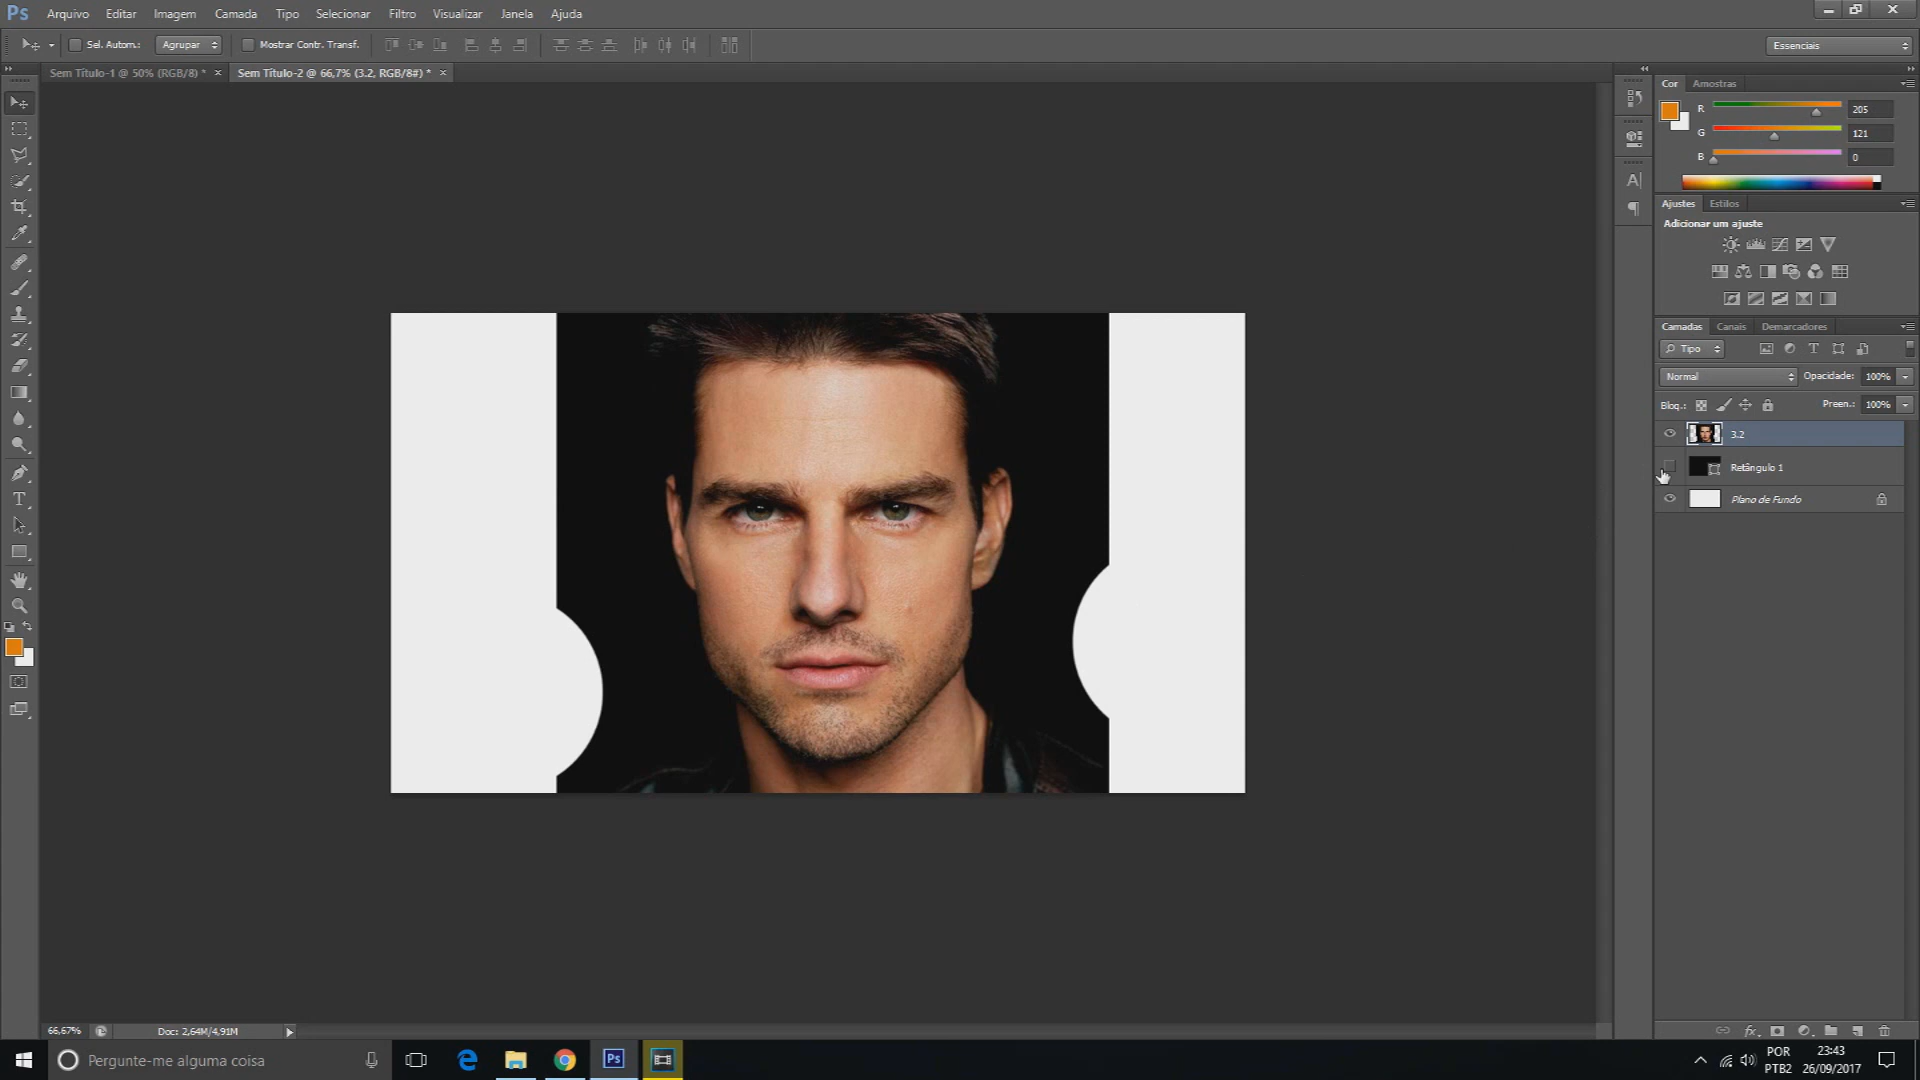 Ps Arquivo Editar Imagem Camada Tipo Selecionar Filtro Visualizar Janela Ajuda
Sel. Autom.: Agrupar Mostrar Contr. Transf. Essenciais
Sem Título-1 @ 50% (RGB/8) * × Sem Título-2 @ 66,7% (3.2, RGB/8#) * ×
Cor Amostras
R 205
G 121
B 0
Ajustes Estilos
Adicionar um ajuste
Camadas Canais Demarcadores
Tipo
Normal Opacidade: 100%
Bloq.: Preen.: 100%
3.2
Retângulo 1
Plano de Fundo
66,67% Doc: 2,64M/4,91M
Pergunte-me alguma coisa
Ps
POR
PTB2
23:43
26/09/2017